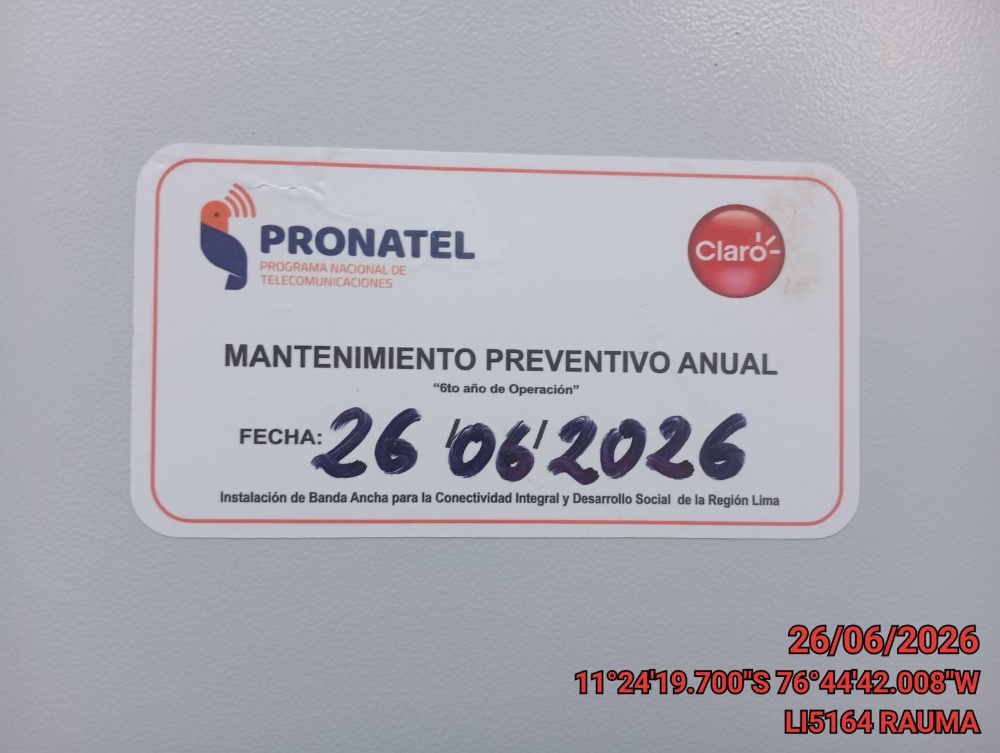 PRONATEL
PROGRAMA NACIONAL DE
TELECOMUNICACIONES
Claro
MANTENIMIENTO PREVENTIVO ANUAL
“6to año de Operación”
FECHA: 26 / 06 / 2026
Instalación de Banda Ancha para la Conectividad Integral y Desarrollo Social de la Región Lima
26/06/2026
11°24'19.700"S 76°44'42.008"W
LI5164 RAUMA